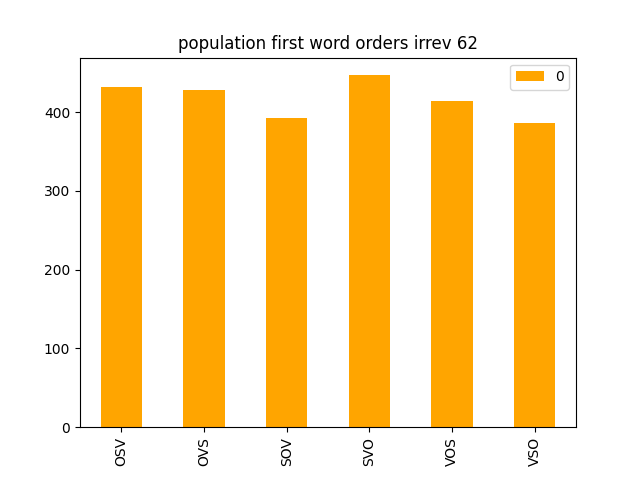 population first word orders irrev 62
0
400
300
200
100
0
OSV
OVS
SOV
SVO
VOS
VSO